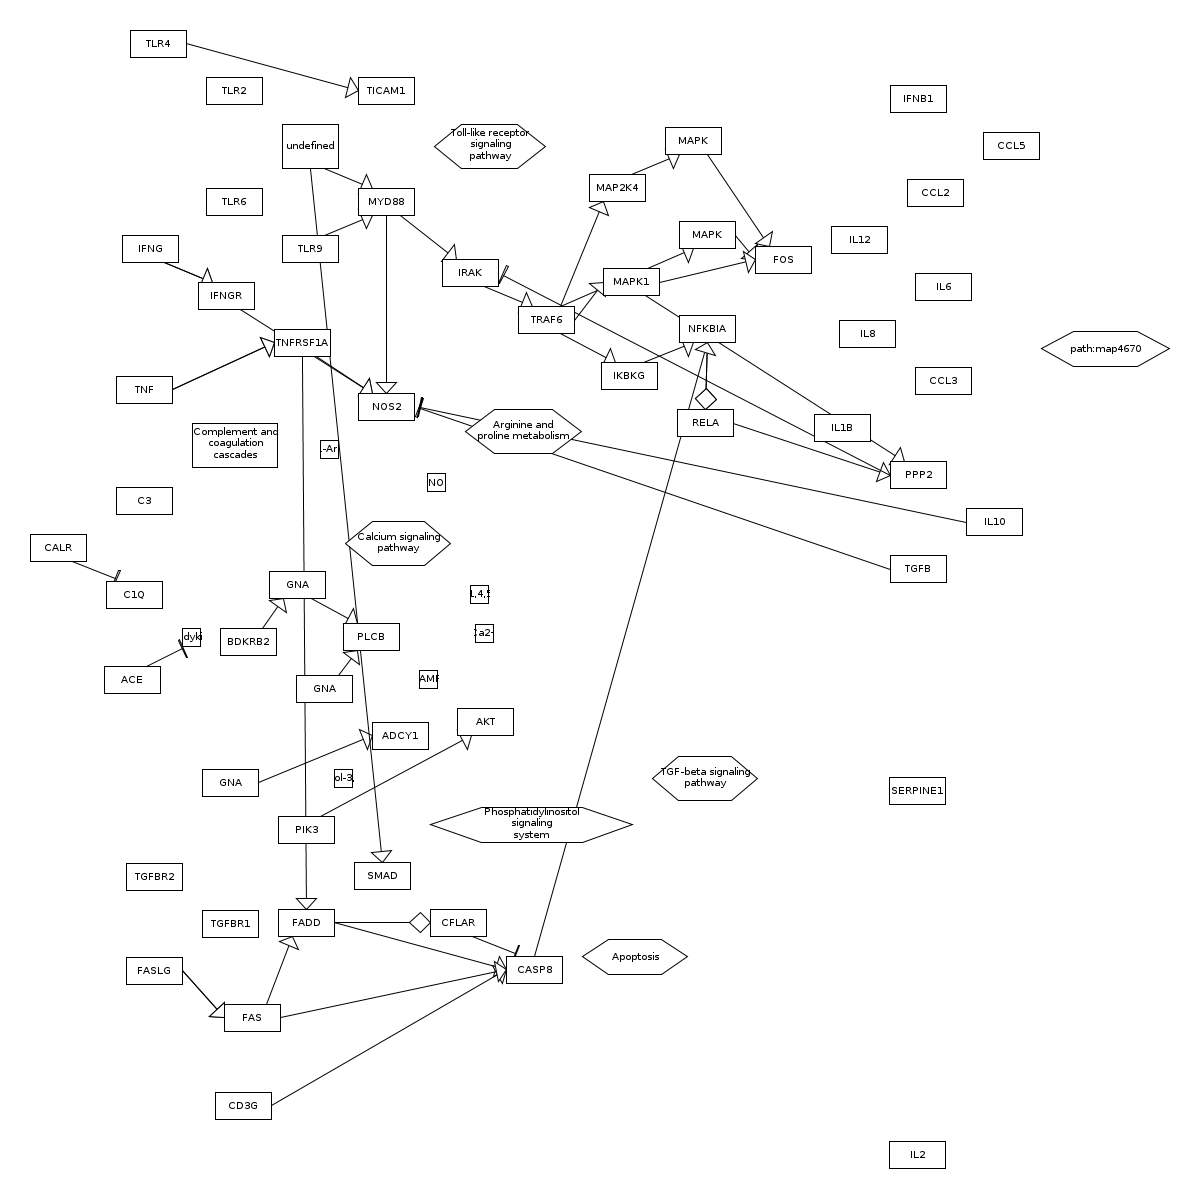 TLR4
TLR2
TICAM1
IFNB1
undefined
Toll-like receptor
signaling
pathway
MAPK
CCL5
MAP2K4
CCL2
TLR6
MYD88
MAPK
IL12
IFNG
TLR9
FOS
IRAK
MAPK1
IL6
IFNGR
TRAF6
NFKBIA
IL8
TNFRSF1A
path:map4670
IKBKG
CCL3
TNF
NOS2
RELA
IL1B
Arginine and
proline metabolism
Complement and
coagulation
cascades
.-Ar
PPP2
NO
C3
IL10
CALR
Calcium signaling
pathway
TGFB
GNA
C1Q
1,4,5
dyki
BDKRB2
PLCB
Ca2+
ACE
GNA
AMP
AKT
ADCY1
GNA
ol-3,
TGF-beta signaling
pathway
SERPINE1
PIK3
Phosphatidylinositol
signaling
system
TGFBR2
SMAD
TGFBR1
FADD
CFLAR
FASLG
CASP8
Apoptosis
FAS
CD3G
IL2